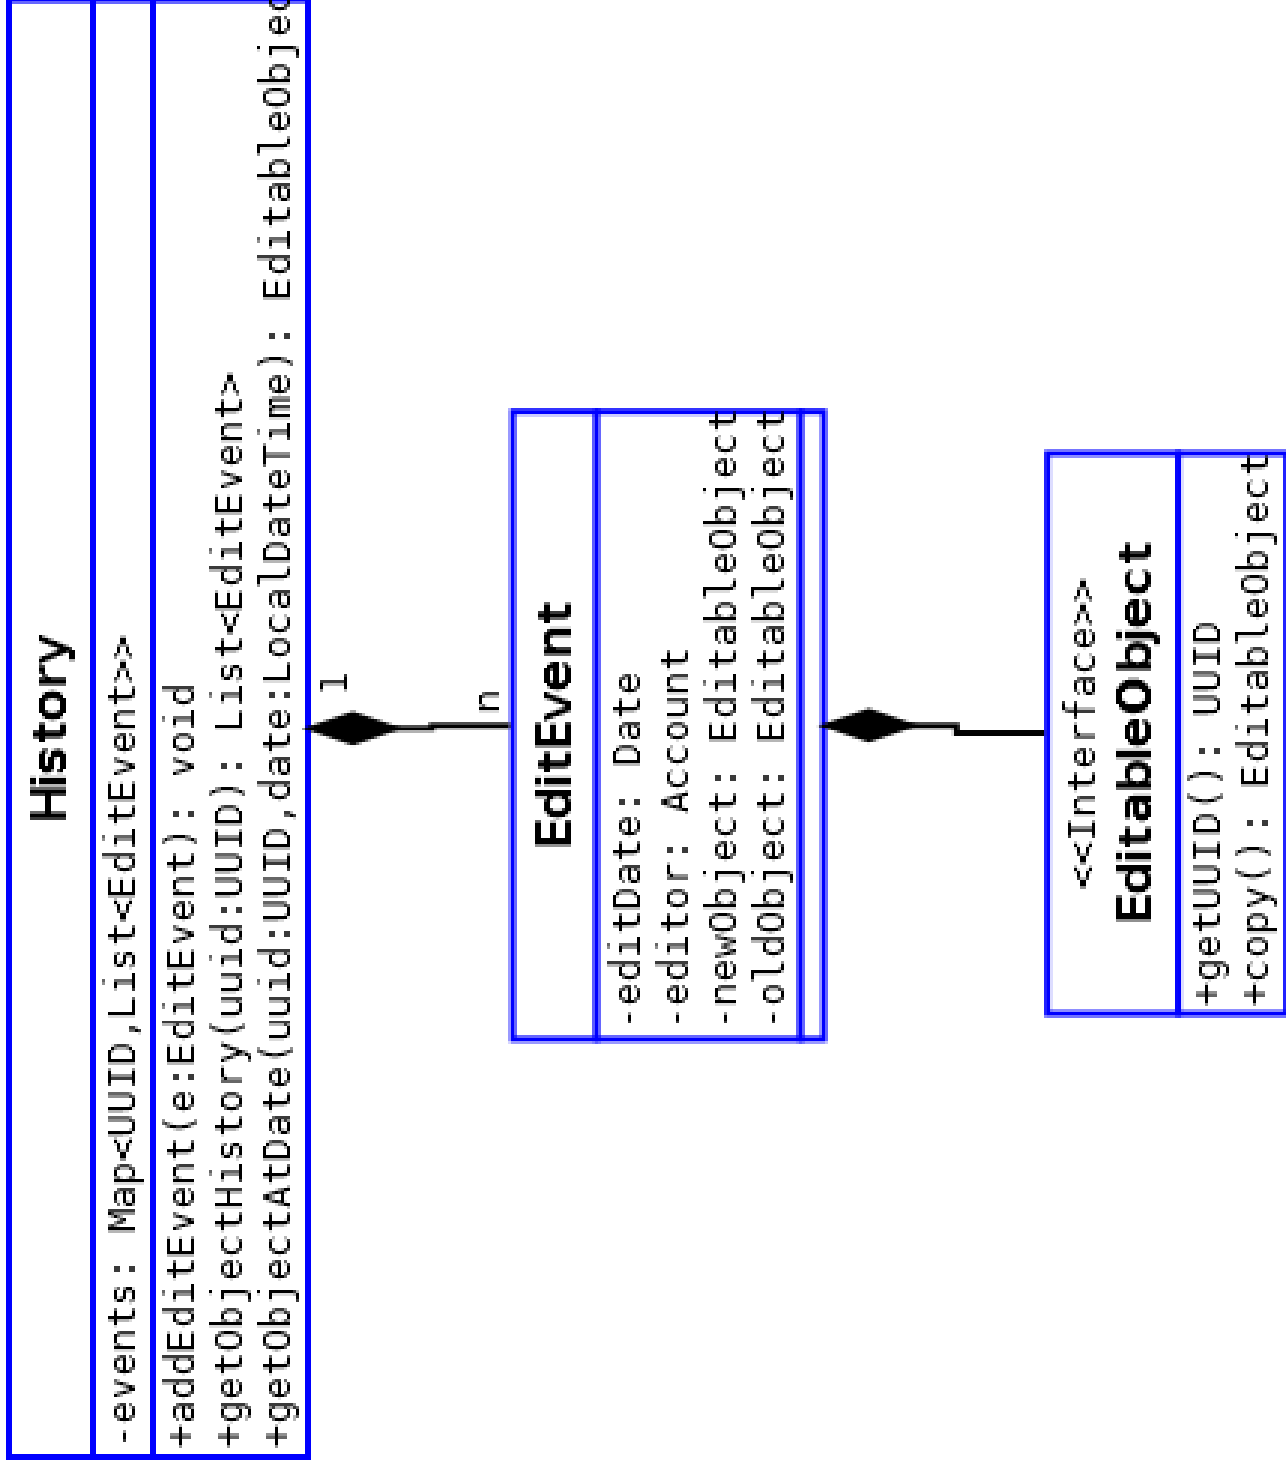 History
-events: Map<UUID,List<EditEvent>>
+addEditEvent(e:EditEvent): void
+getObjectHistory(uuid:UUID): List<EditEvent>
+getObjectAtDate(uuid:UUID,date:LocalDateTime): EditableObjec
1
n
EditEvent
-editDate: Date
-editor: Account
-newObject: EditableObject
-oldObject: EditableObject
<<Interface>>
EditableObject
+getUUID(): UUID
+copy(): EditableObject